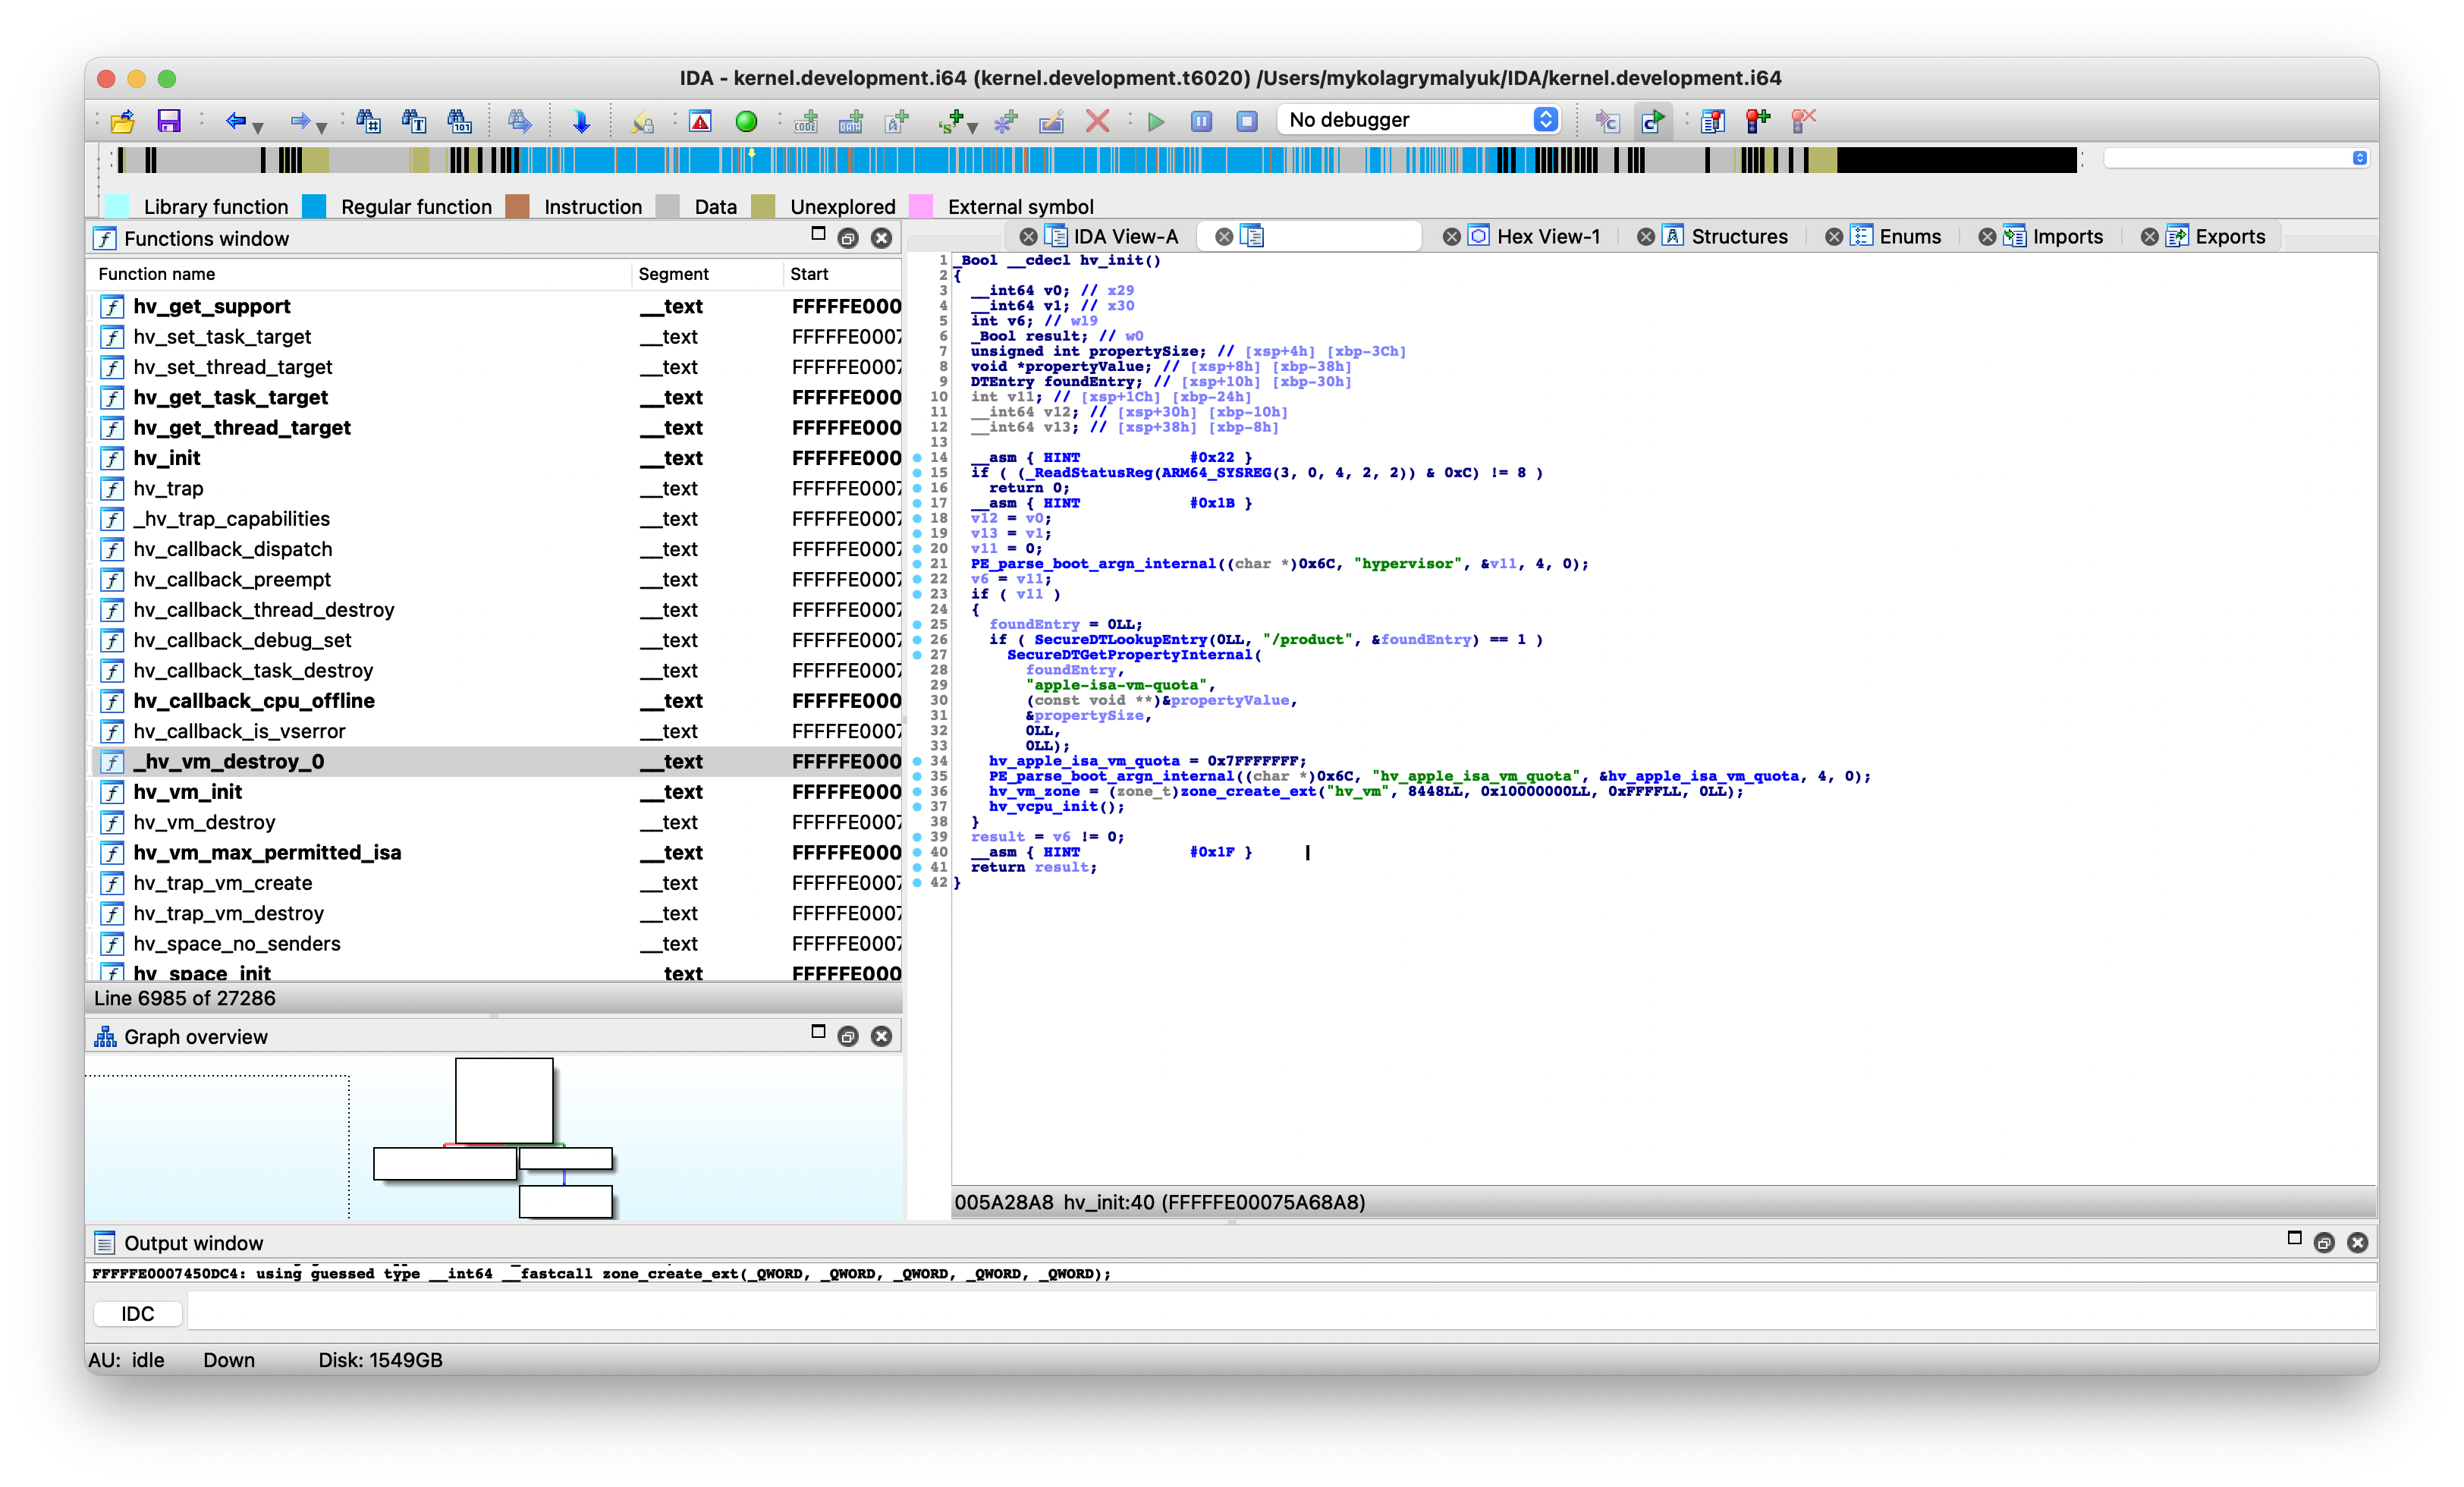 IDA - kernel.development.i64 (kernel.development.t6020) /Users/mykolagrymalyuk/IDA/kernel.development.i64
No debugger
Library function Regular function Instruction Data Unexplored External symbol
Functions window
Function name Segment Start
hv_get_support __text FFFFFE000
hv_set_task_target __text FFFFFE0007
hv_set_thread_target __text FFFFFE0007
hv_get_task_target __text FFFFFE000
hv_get_thread_target __text FFFFFE000
hv_init __text FFFFFE000
hv_trap __text FFFFFE0007
_hv_trap_capabilities __text FFFFFE0007
hv_callback_dispatch __text FFFFFE0007
hv_callback_preempt __text FFFFFE0007
hv_callback_thread_destroy __text FFFFFE0007
hv_callback_debug_set __text FFFFFE0007
hv_callback_task_destroy __text FFFFFE0007
hv_callback_cpu_offline __text FFFFFE000
hv_callback_is_vserror __text FFFFFE0007
_hv_vm_destroy_0 __text FFFFFE000
hv_vm_init __text FFFFFE000
hv_vm_destroy __text FFFFFE0007
hv_vm_max_permitted_isa __text FFFFFE000
hv_trap_vm_create __text FFFFFE0007
hv_trap_vm_destroy __text FFFFFE0007
hv_space_no_senders __text FFFFFE0007
hv_space_init __text FFFFFE000
Line 6985 of 27286
Graph overview
IDA View-A Hex View-1 Structures Enums Imports Exports
1 _Bool __cdecl hv_init()
2 {
3 __int64 v0; // x29
4 __int64 v1; // x30
5 int v6; // w19
6 _Bool result; // w0
7 unsigned int propertySize; // [xsp+4h] [xbp-3Ch]
8 void *propertyValue; // [xsp+8h] [xbp-38h]
9 DTEntry foundEntry; // [xsp+10h] [xbp-30h]
10 int v11; // [xsp+1Ch] [xbp-24h]
11 __int64 v12; // [xsp+30h] [xbp-10h]
12 __int64 v13; // [xsp+38h] [xbp-8h]
13
14 __asm { HINT #0x22 }
15 if ( (_ReadStatusReg(ARM64_SYSREG(3, 0, 4, 2, 2)) & 0xC) != 8 )
16 return 0;
17 __asm { HINT #0x1B }
18 v12 = v0;
19 v13 = v1;
20 v11 = 0;
21 PE_parse_boot_argn_internal((char *)0x6C, "hypervisor", &v11, 4, 0);
22 v6 = v11;
23 if ( v11 )
24 {
25 foundEntry = 0LL;
26 if ( SecureDTLookupEntry(0LL, "/product", &foundEntry) == 1 )
27 SecureDTGetPropertyInternal(
28 foundEntry,
29 "apple-isa-vm-quota",
30 (const void **)&propertyValue,
31 &propertySize,
32 0LL,
33 0LL);
34 hv_apple_isa_vm_quota = 0x7FFFFFFF;
35 PE_parse_boot_argn_internal((char *)0x6C, "hv_apple_isa_vm_quota", &hv_apple_isa_vm_quota, 4, 0);
36 hv_vm_zone = (zone_t)zone_create_ext("hv_vm", 8448LL, 0x10000000LL, 0xFFFFLL, 0LL);
37 hv_vcpu_init();
38 }
39 result = v6 != 0;
40 __asm { HINT #0x1F }
41 return result;
42 }
005A28A8 hv_init:40 (FFFFFE00075A68A8)
Output window
FFFFFE0007450DC4: using guessed type __int64 __fastcall zone_create_ext(_QWORD, _QWORD, _QWORD, _QWORD, _QWORD);
IDC
AU: idle Down Disk: 1549GB